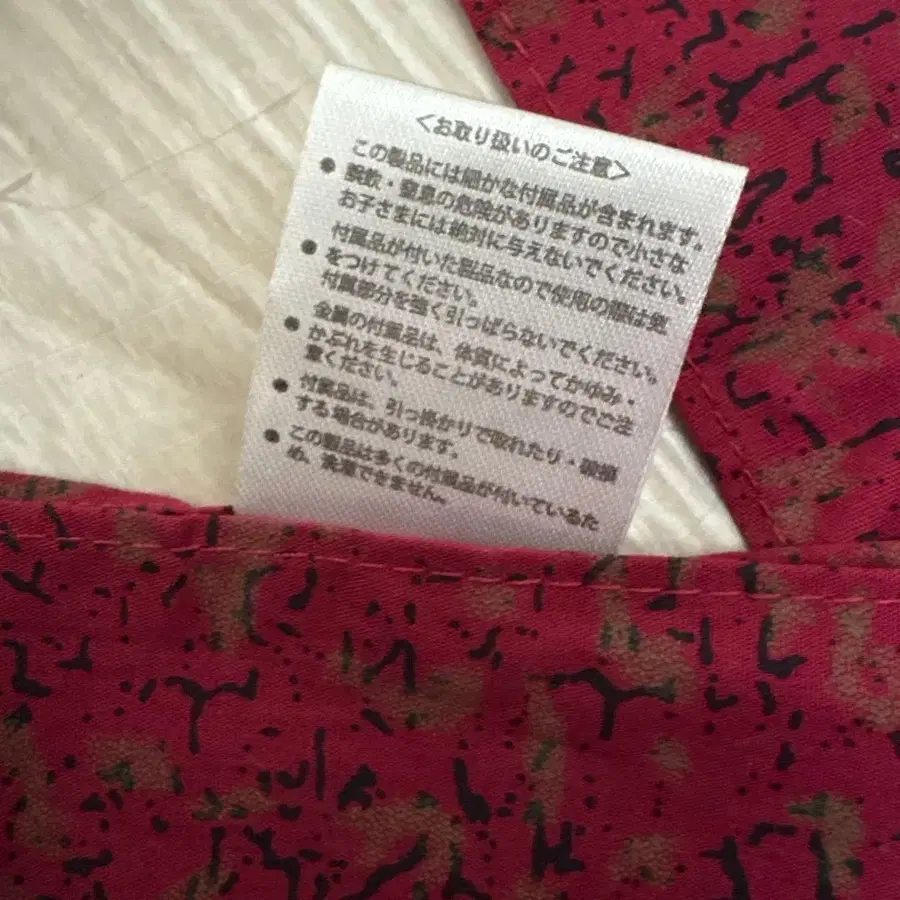 <お取り扱いのご注意>
● この製品には細かな付属品が含まれます。
誤飲・窒息の危険がありますので小さな
お子さまには絶対に与えないでください。
● 付属品が付いた製品なので使用の際は気
をつけてください。
付属部分を強く引っぱらないでください。
● 金属の付属品は、体質によってかゆみ・
かぶれを生じることがありますのでご注
意ください。
● 付属品は、引っ掛かりで取れたり・破損
する場合があります。
● この製品は多くの付属品が付いているた
め、洗濯できません。